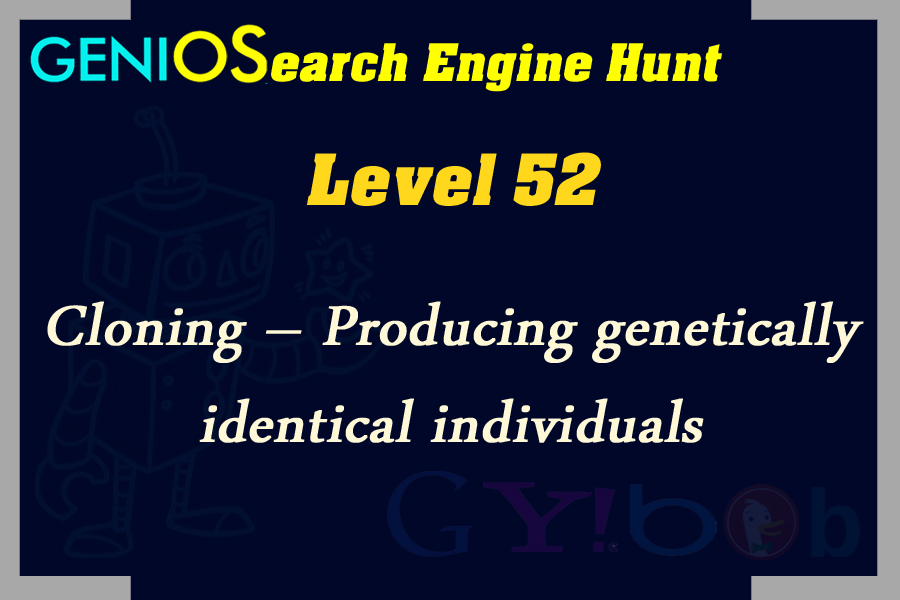 GENIOSearch Engine Hunt
Level 52
Cloning – Producing genetically
identical individuals
G Y! b b